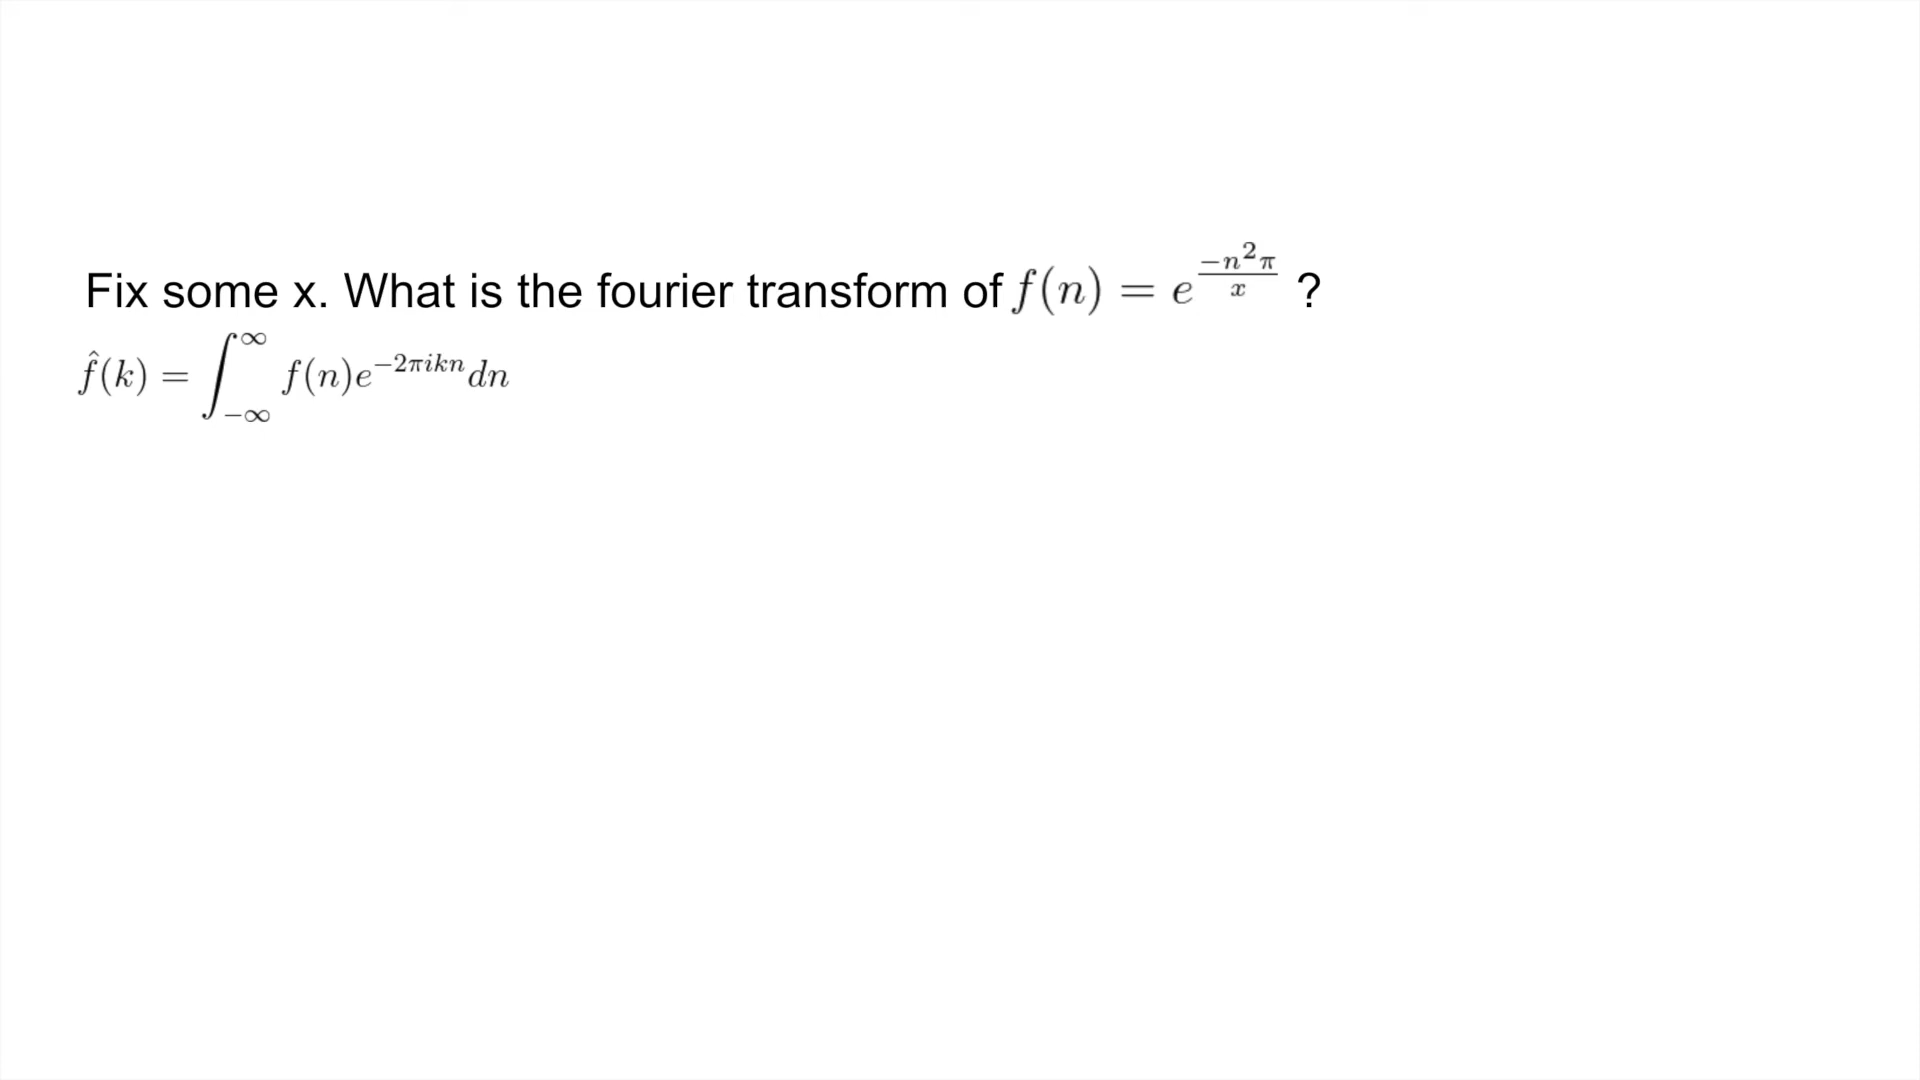 Fix some x. What is the fourier transform of $f(n) = e^{\frac{-n^2\pi}{x}}$ ?
$\hat{f}(k) = \int_{-\infty}^{\infty} f(n)e^{-2\pi ikn}dn$